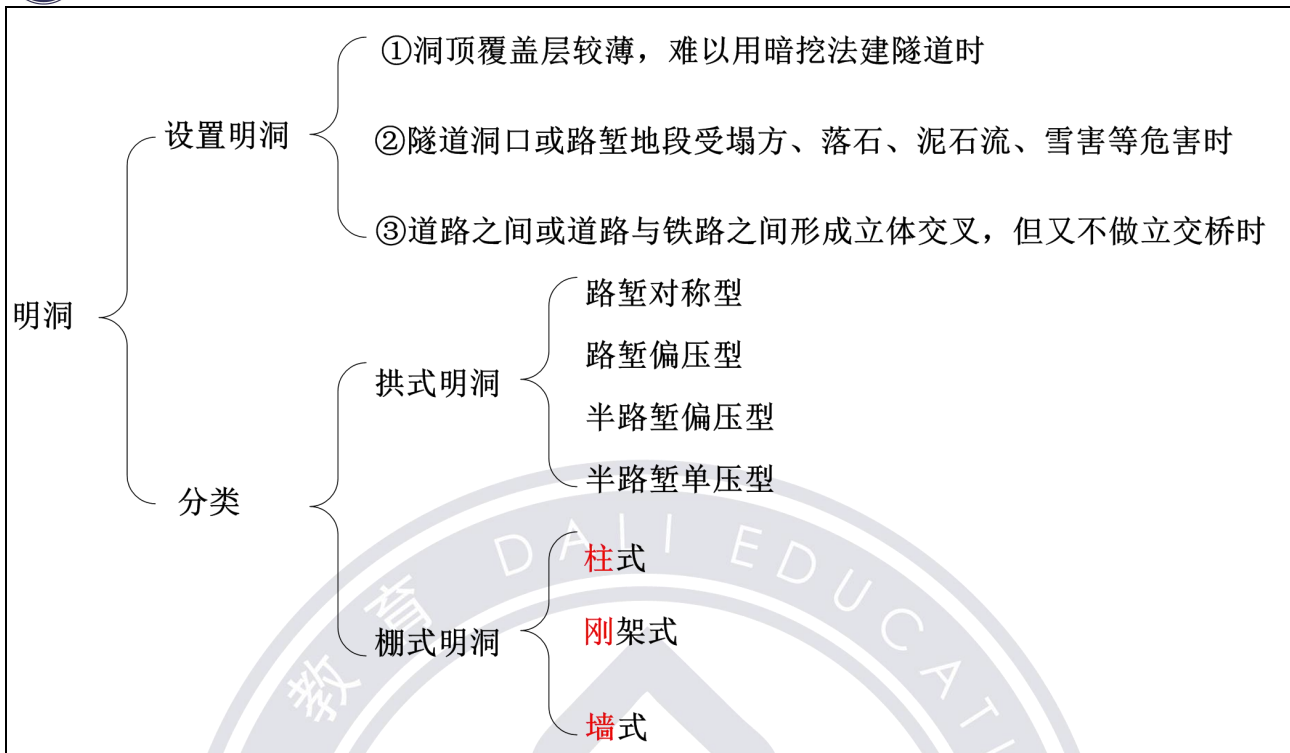 ①洞顶覆盖层较薄，难以用暗挖法建隧道时
设置明洞
②隧道洞口或路堑地段受塌方、落石、泥石流、雪害等危害时
③道路之间或道路与铁路之间形成立体交叉，但又不做立交桥时
明洞
路堑对称型
路堑偏压型
拱式明洞
半路堑偏压型
半路堑单压型
分类
柱式
刚架式
棚式明洞
墙式
教育 DAJI EDUCATI